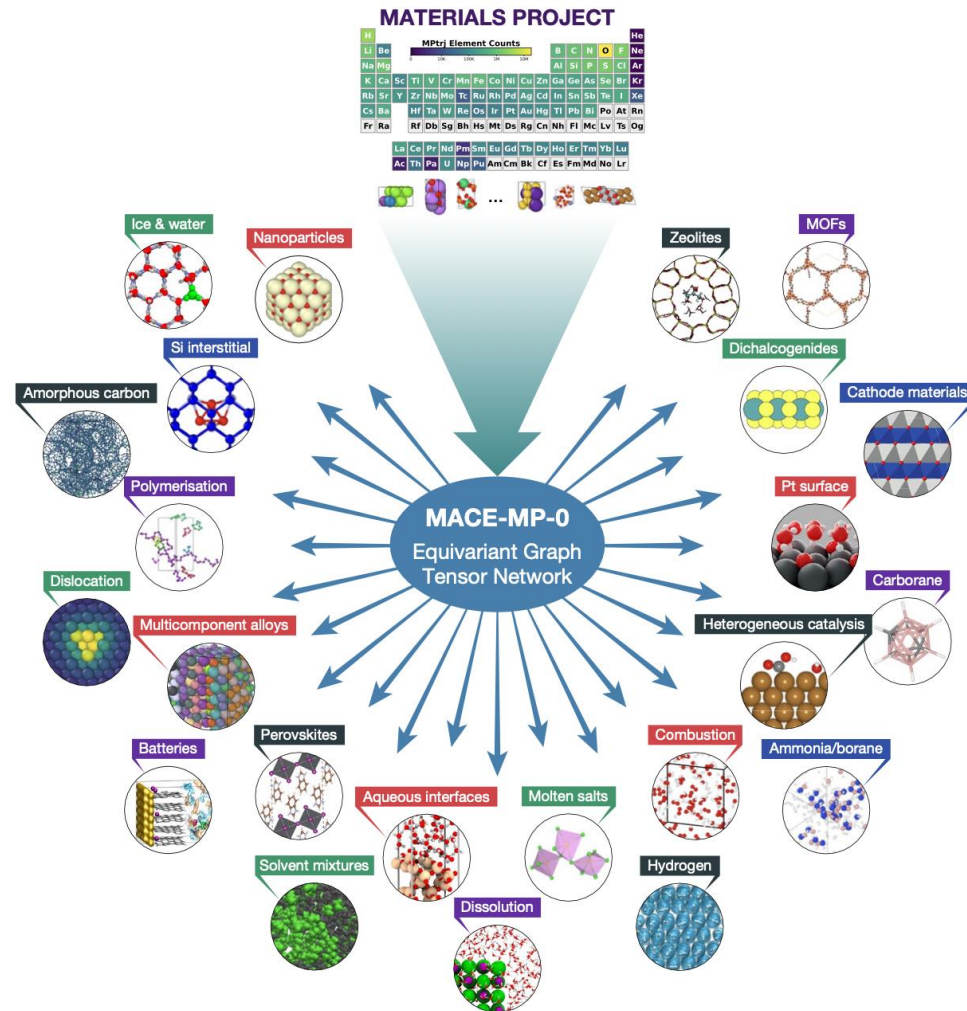 MATERIALS PROJECT
H He
MPtrj Element Counts
Li Be B C N O F Ne
0 10K 100K 1M
Na Mg Al Si P S Cl Ar
K Ca Sc Ti V Cr Mn Fe Co Ni Cu Zn Ga Ge As Se Br Kr
Rb Sr Y Zr Nb Mo Tc Ru Rh Pd Ag Cd In Sn Sb Te I Xe
Cs Ba Hf Ta W Re Os Ir Pt Au Hg Tl Pb Bi Po At Rn
Fr Ra Rf Db Sg Bh Hs Mt Ds Rg Cn Nh Fl Mc Lv Ts Og
La Ce Pr Nd Pm Sm Eu Gd Tb Dy Ho Er Tm Yb Lu
Ac Th Pa U Np Pu Am Cm Bk Cf Es Fm Md No Lr
...
Ice & water
Nanoparticles
Zeolites
MOFs
Si interstitial
Dichalcogenides
Amorphous carbon
Cathode materials
Polymerisation
Pt surface
MACE-MP-0
Equivariant Graph
Tensor Network
Dislocation
Carborane
Multicomponent alloys
Heterogeneous catalysis
Batteries
Perovskites
Combustion
Ammonia/borane
Aqueous interfaces
Molten salts
Solvent mixtures
Hydrogen
Dissolution